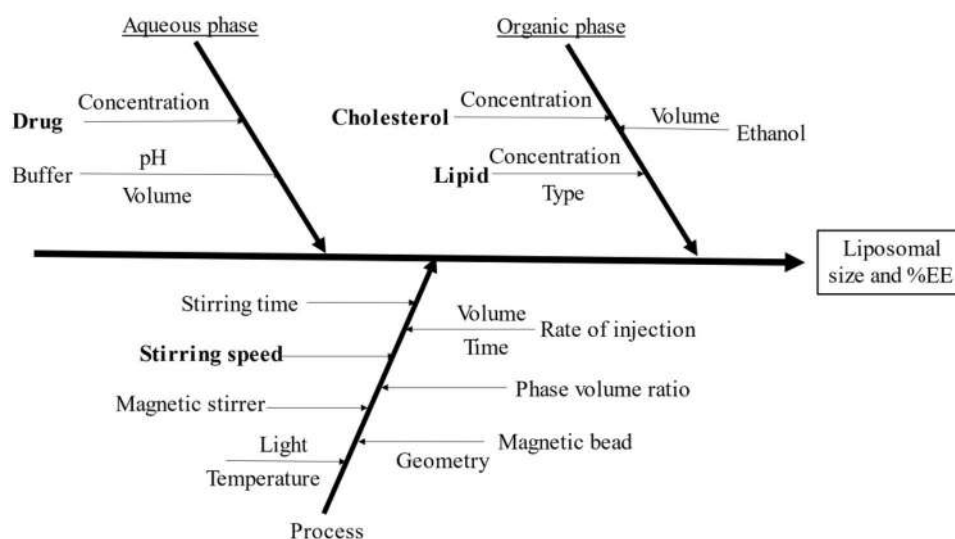 Aqueous phase
Organic phase
Concentration
Drug
pH
Buffer
Volume
Concentration
Cholesterol
Volume
Ethanol
Concentration
Lipid
Type
Liposomal
size and %EE
Stirring time
Volume
Rate of injection
Time
Stirring speed
Phase volume ratio
Magnetic stirrer
Magnetic bead
Geometry
Light
Temperature
Process